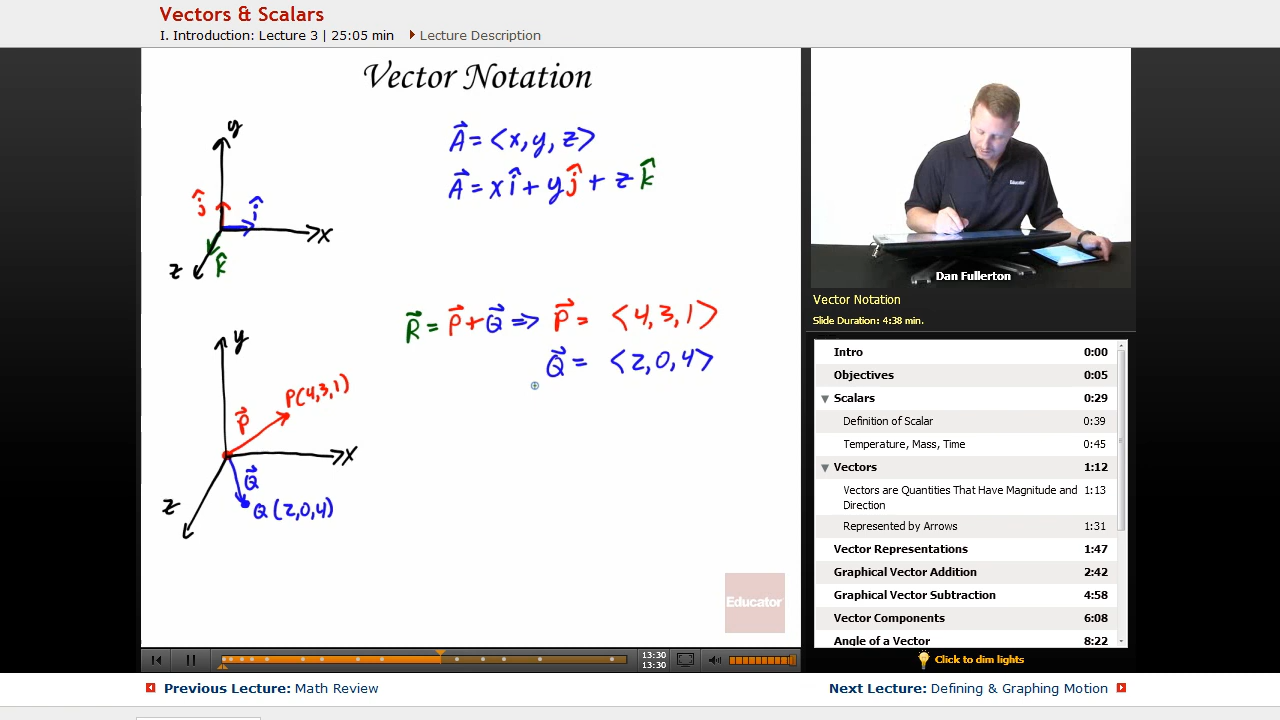 Vectors & Scalars
I. Introduction: Lecture 3 | 25:05 min
Lecture Description
Vector Notation
y
ĵ
î
x
z
k̂
A⃗ = <x, y, z>
A⃗ = x î + y ĵ + z k̂
R⃗ = P⃗ + Q⃗ => P⃗ = <4, 3, 1>
Q⃗ = <2, 0, 4>
y
P(4,3,1)
P⃗
x
Q⃗
z
Q(2,0,4)
Educator
Educator
Dan Fullerton
Vector Notation
Slide Duration: 4:38 min.
Intro 0:00
Objectives 0:05
Scalars 0:29
Definition of Scalar 0:39
Temperature, Mass, Time 0:45
Vectors 1:12
Vectors are Quantities That Have Magnitude and 1:13
Direction
Represented by Arrows 1:31
Vector Representations 1:47
Graphical Vector Addition 2:42
Graphical Vector Subtraction 4:58
Vector Components 6:08
Angle of a Vector 8:22
13:30
13:30
Click to dim lights
Previous Lecture: Math Review
Next Lecture: Defining & Graphing Motion